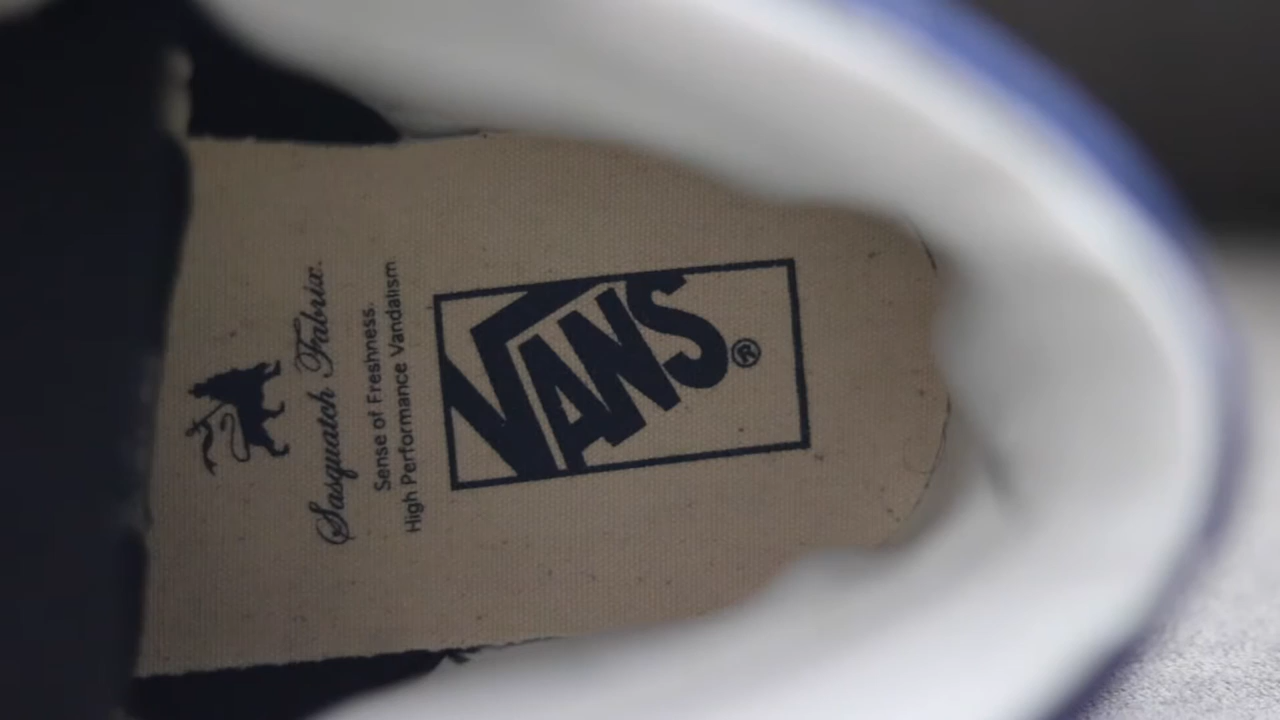 Sasquatch Fabrix.
Sense of Freshness.
High Performance Vandalism
VANS®